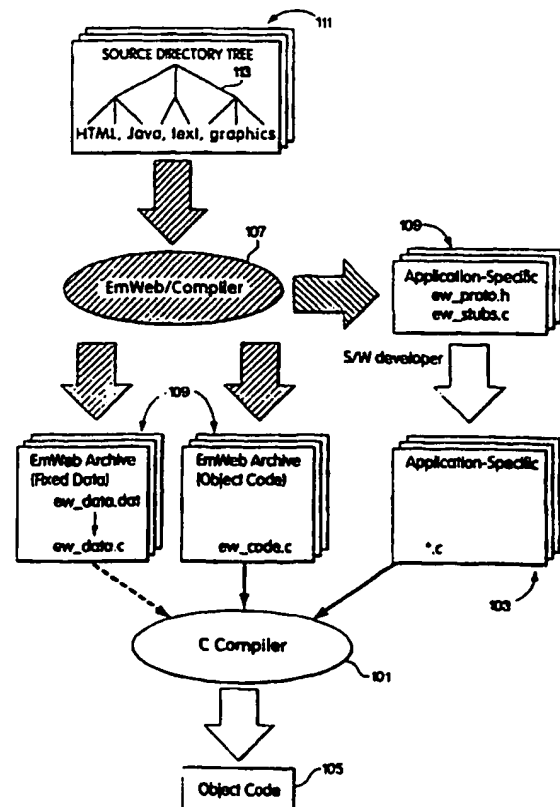 111
SOURCE DIRECTORY TREE
113
HTML, Java, text, graphics
107
EmWeb/Compiler
109
Application-Specific
ew_proto.h
ew_stubs.c
S/W developer
109
EmWeb Archive
(Fixed Data)
ew_data.dat
ew_data.c
EmWeb Archive
(Object Code)
ew_code.c
Application-Specific
*.c
103
C Compiler
101
105
Object Code